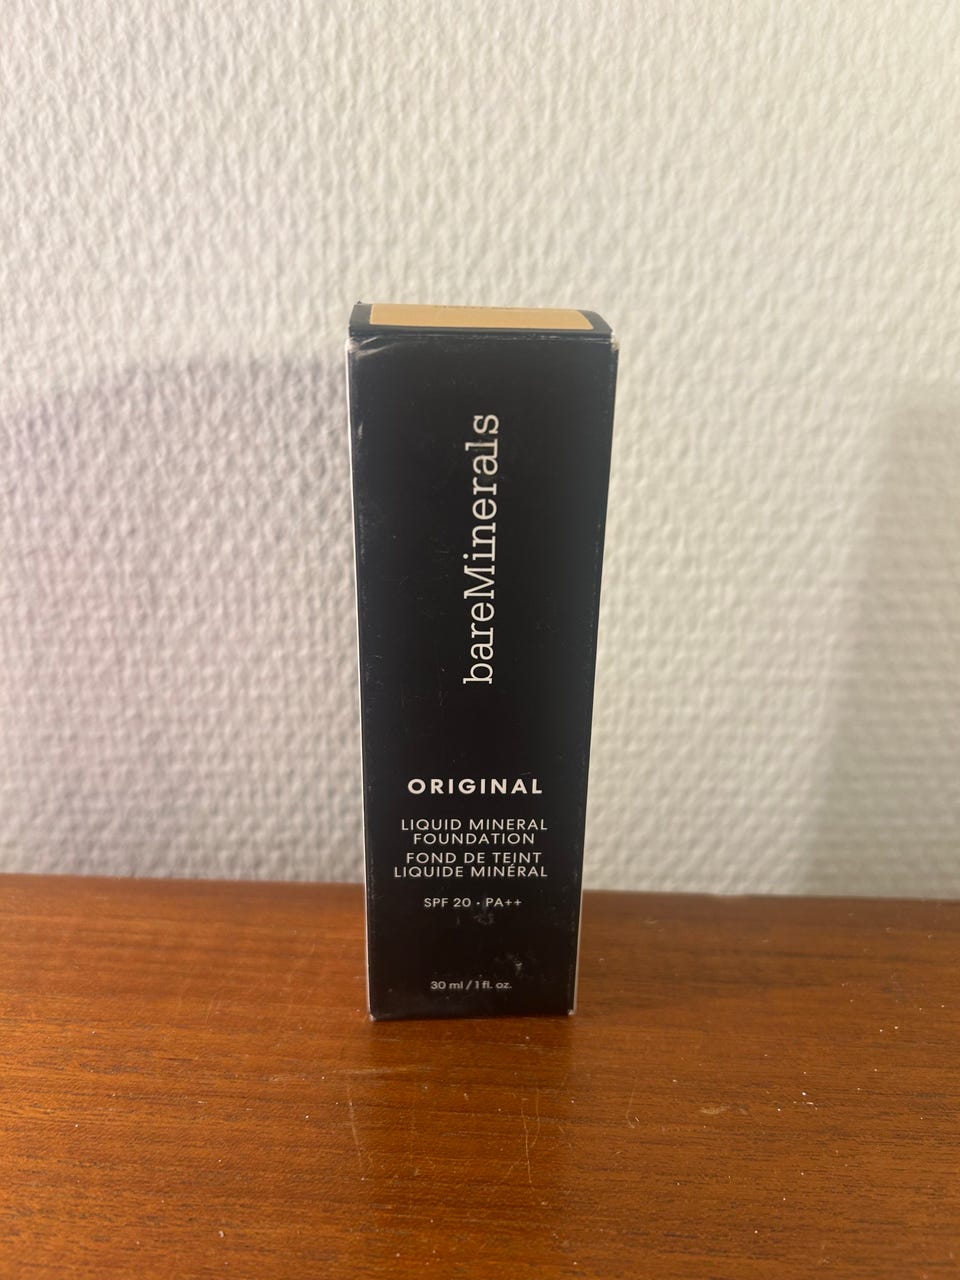 bareMinerals
ORIGINAL
LIQUID MINERAL
FOUNDATION
FOND DE TEINT
LIQUIDE MINÉRAL
SPF 20 • PA++
30 ml / 1 fl. oz.